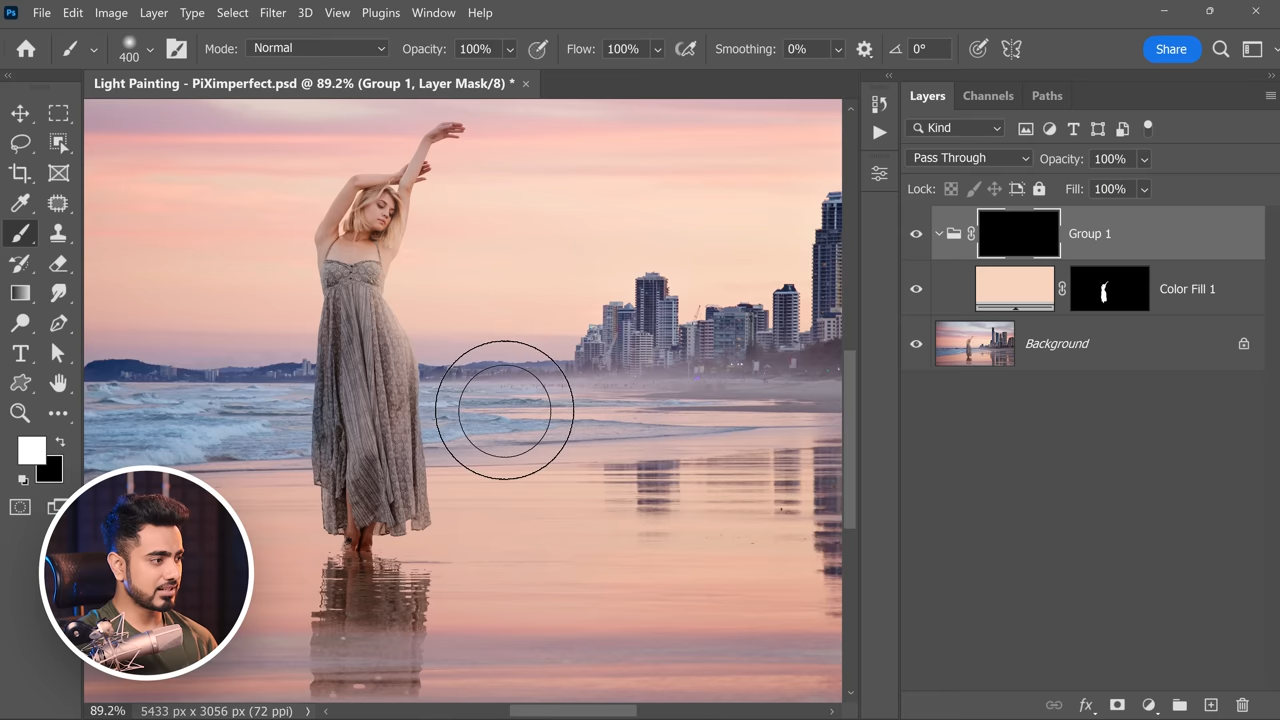 Ps File Edit Image Layer Type Select Filter 3D View Plugins Window Help
400 Mode: Normal Opacity: 100% Flow: 100% Smoothing: 0% 0° Share
Light Painting - PiXimperfect.psd @ 89.2% (Group 1, Layer Mask/8) *
Layers Channels Paths
Kind
Pass Through Opacity: 100%
Lock: Fill: 100%
Group 1
Color Fill 1
Background
89.2% 5433 px x 3056 px (72 ppi)
fx